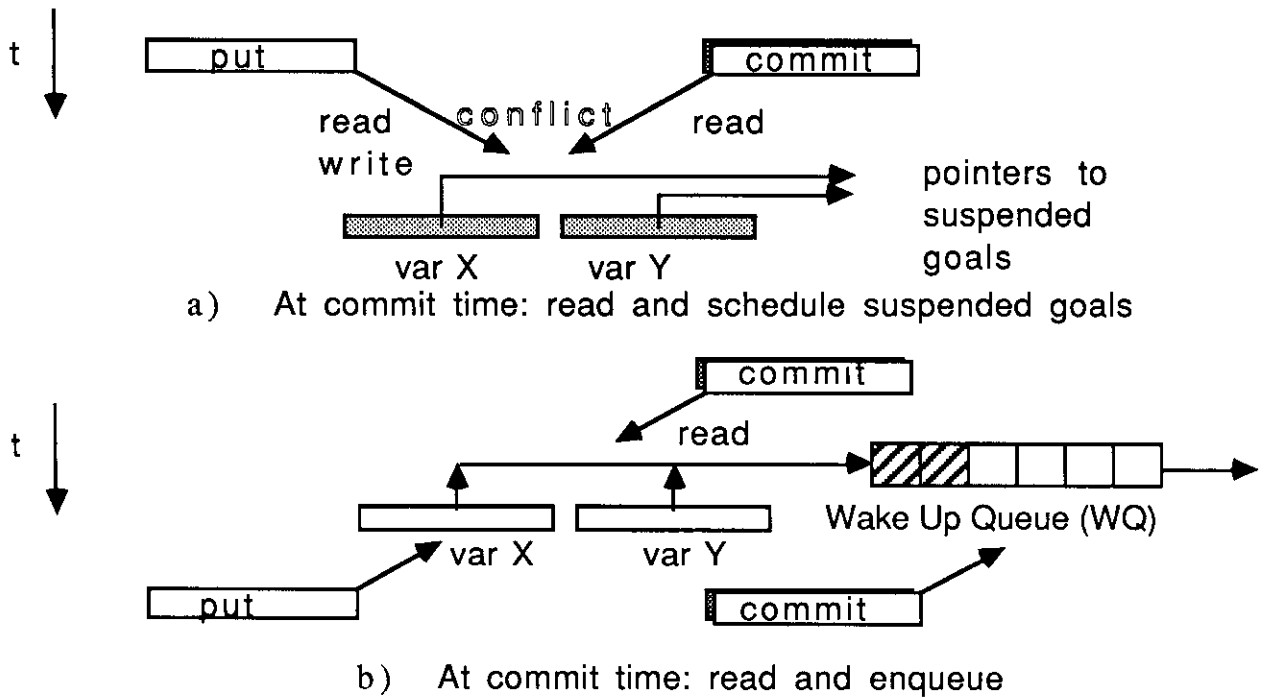 t
put
commit
conflict
read
write
read
pointers to
suspended
goals
var X
var Y
a) At commit time: read and schedule suspended goals
commit
t
read
Wake Up Queue (WQ)
var X
var Y
put
commit
b) At commit time: read and enqueue